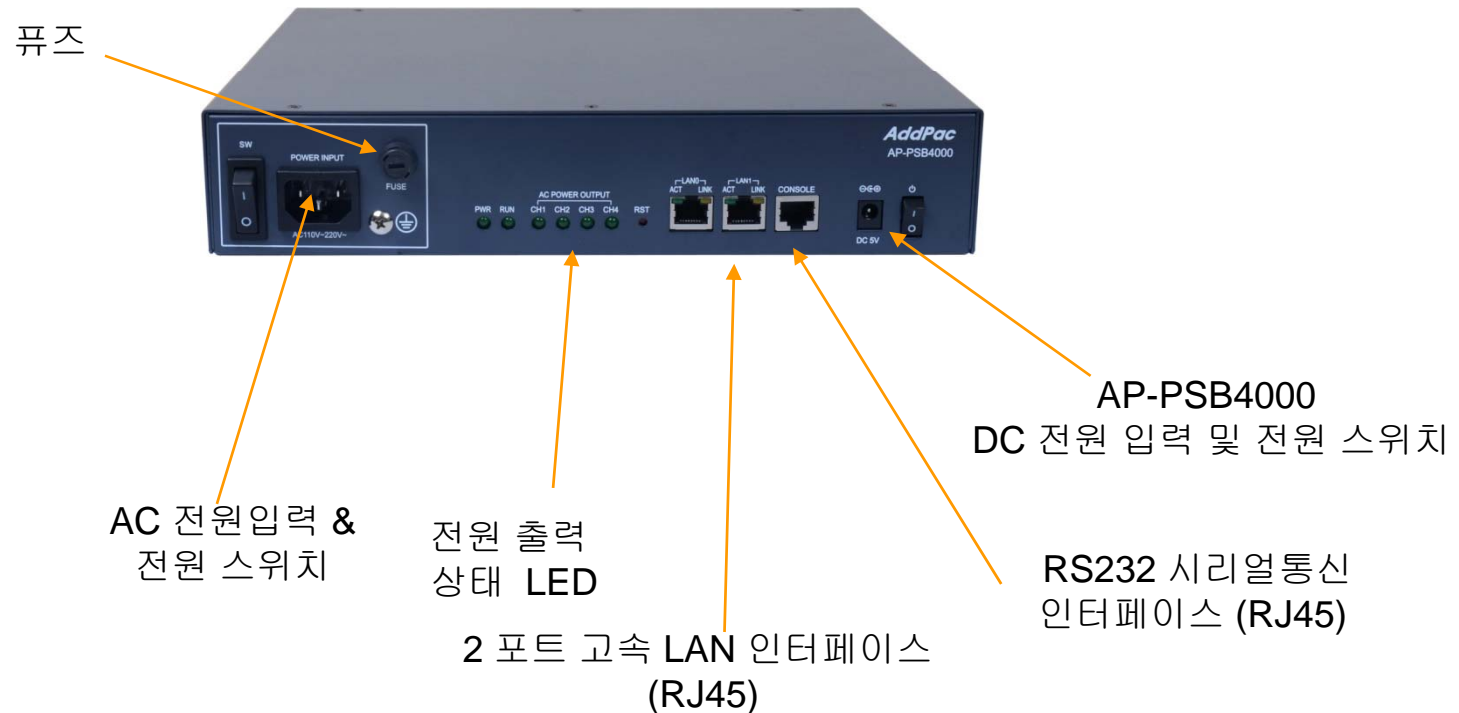 퓨즈
AddPac
AP-PSB4000
SW
POWER INPUT
FUSE
AC110V~220V~
I
O
PWR RUN
AC POWER OUTPUT
CH1 CH2 CH3 CH4
RST
LAN0
ACT LINK
LAN1
ACT LINK
CONSOLE
DC 5V
I
O
AP-PSB4000
DC 전원 입력 및 전원 스위치
AC 전원입력 &
전원 스위치
전원 출력
상태 LED
RS232 시리얼통신
인터페이스 (RJ45)
2 포트 고속 LAN 인터페이스
(RJ45)